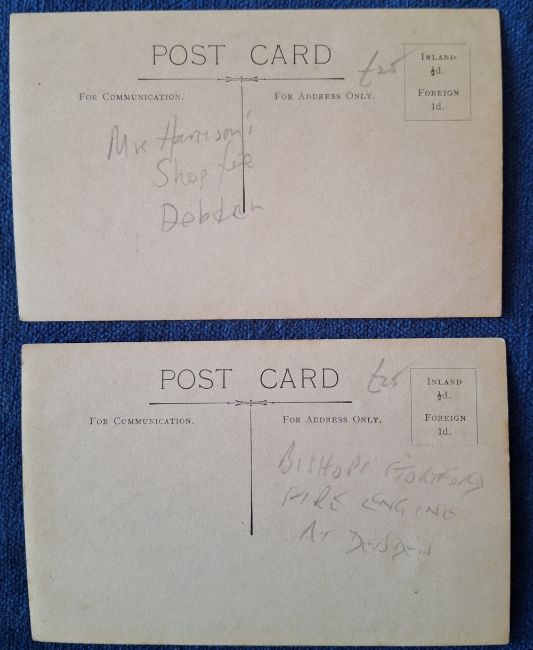 POST CARD
£25
INLAND
½d.
FOREIGN
1d.
FOR COMMUNICATION.
FOR ADDRESS ONLY.
Mr Harrison's
Shop fire
Debden
POST CARD
£25
INLAND
½d.
FOREIGN
1d.
FOR COMMUNICATION.
FOR ADDRESS ONLY.
BISHOPS STORTFORD
FIRE ENGINE
AT DEBDEN